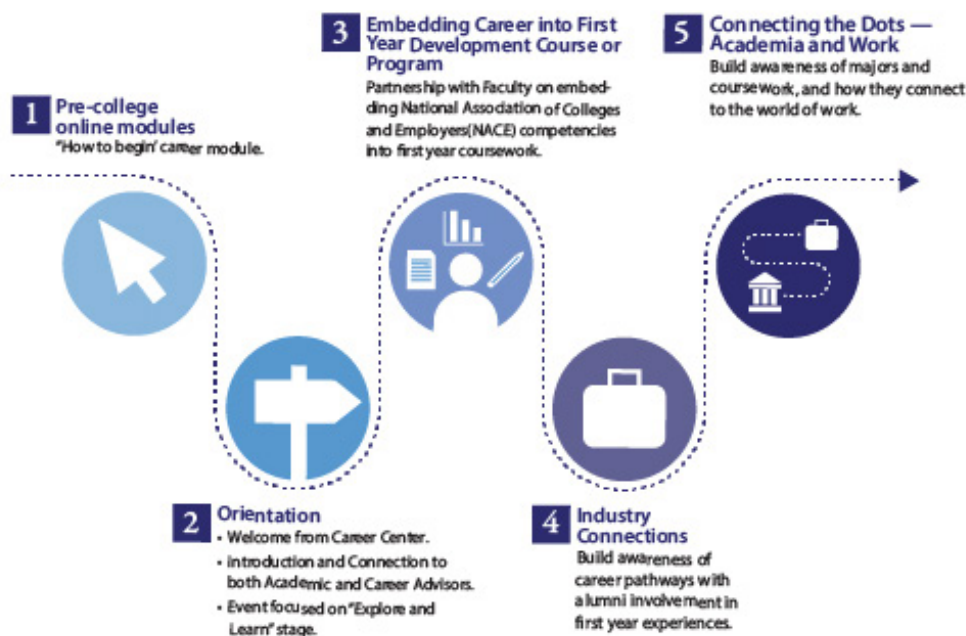 1
Pre-college
online modules
"How to begin' career module.
2
Orientation
• Welcome from Career Center.
• introduction and Connection to
both Academic and Career Advisors.
• Event focused on "Explore and
Learn" stage.
3
Embedding Career into First
Year Development Course or
Program
Partnership with Faculty on embed-
ding National Association of Colleges
and Employers(NACE) competencies
into first year coursework.
4
Industry
Connections
Build awareness of
career pathways with
alumni involvement in
first year experiences.
5
Connecting the Dots —
Academia and Work
Build awareness of majors and
coursework, and how they connect
to the world of work.